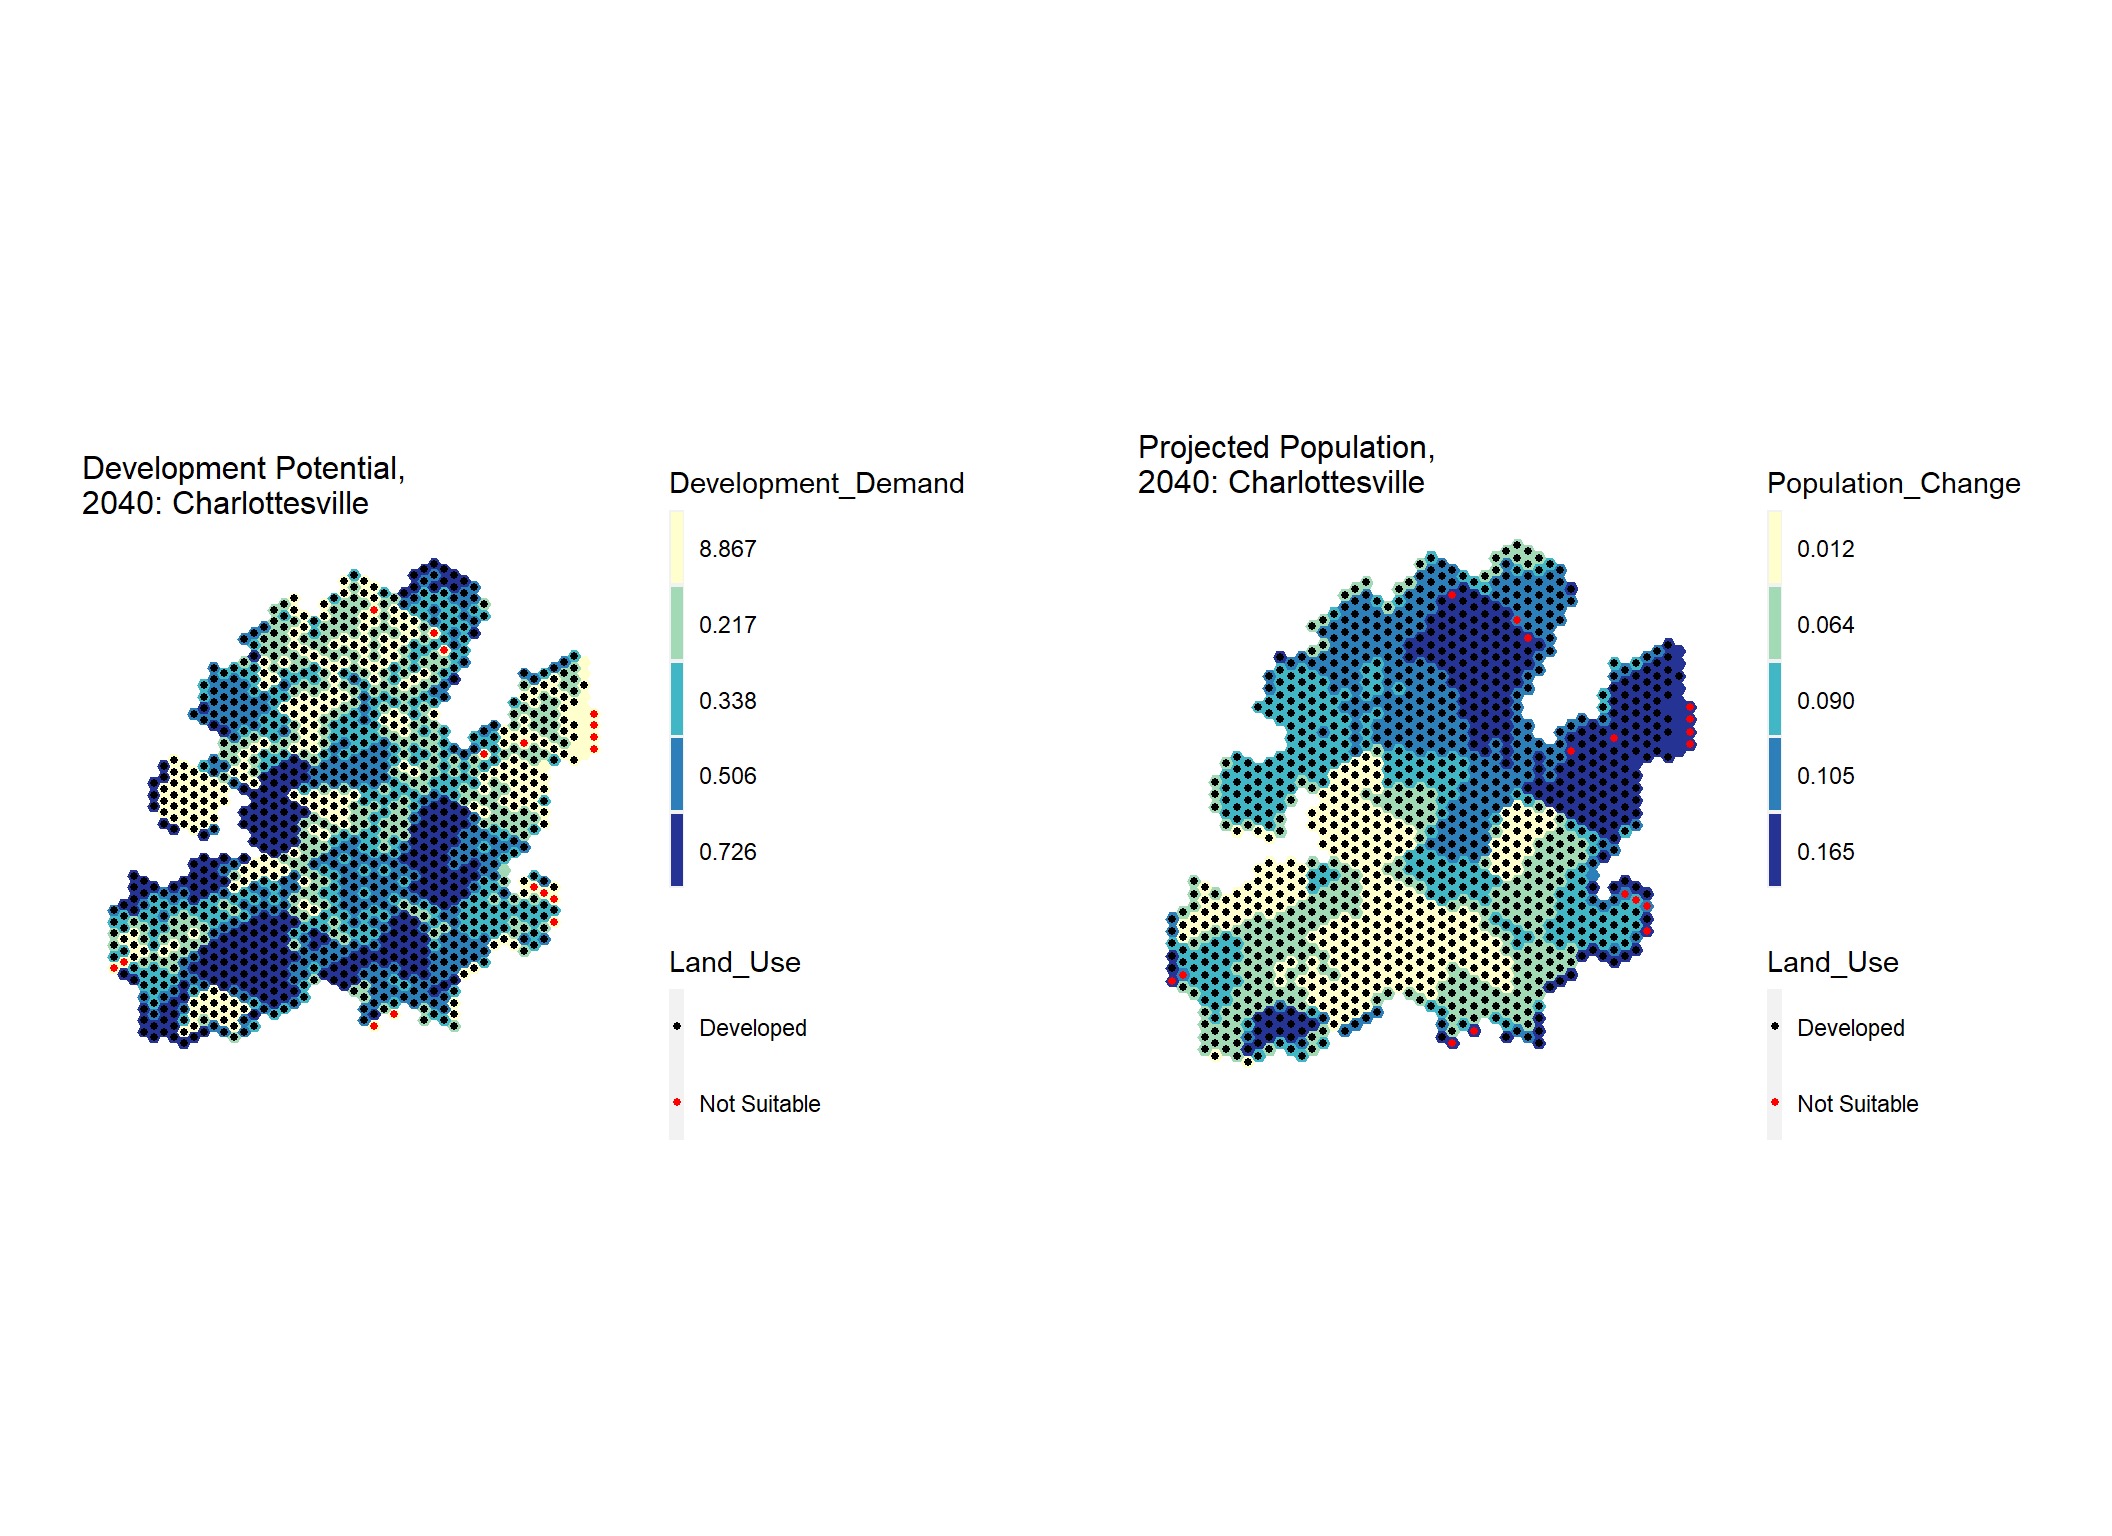 Development Potential,
2040: Charlottesville
Development_Demand
8.867
0.217
0.338
0.506
0.726
Land_Use
Developed
Not Suitable
Projected Population,
2040: Charlottesville
Population_Change
0.012
0.064
0.090
0.105
0.165
Land_Use
Developed
Not Suitable